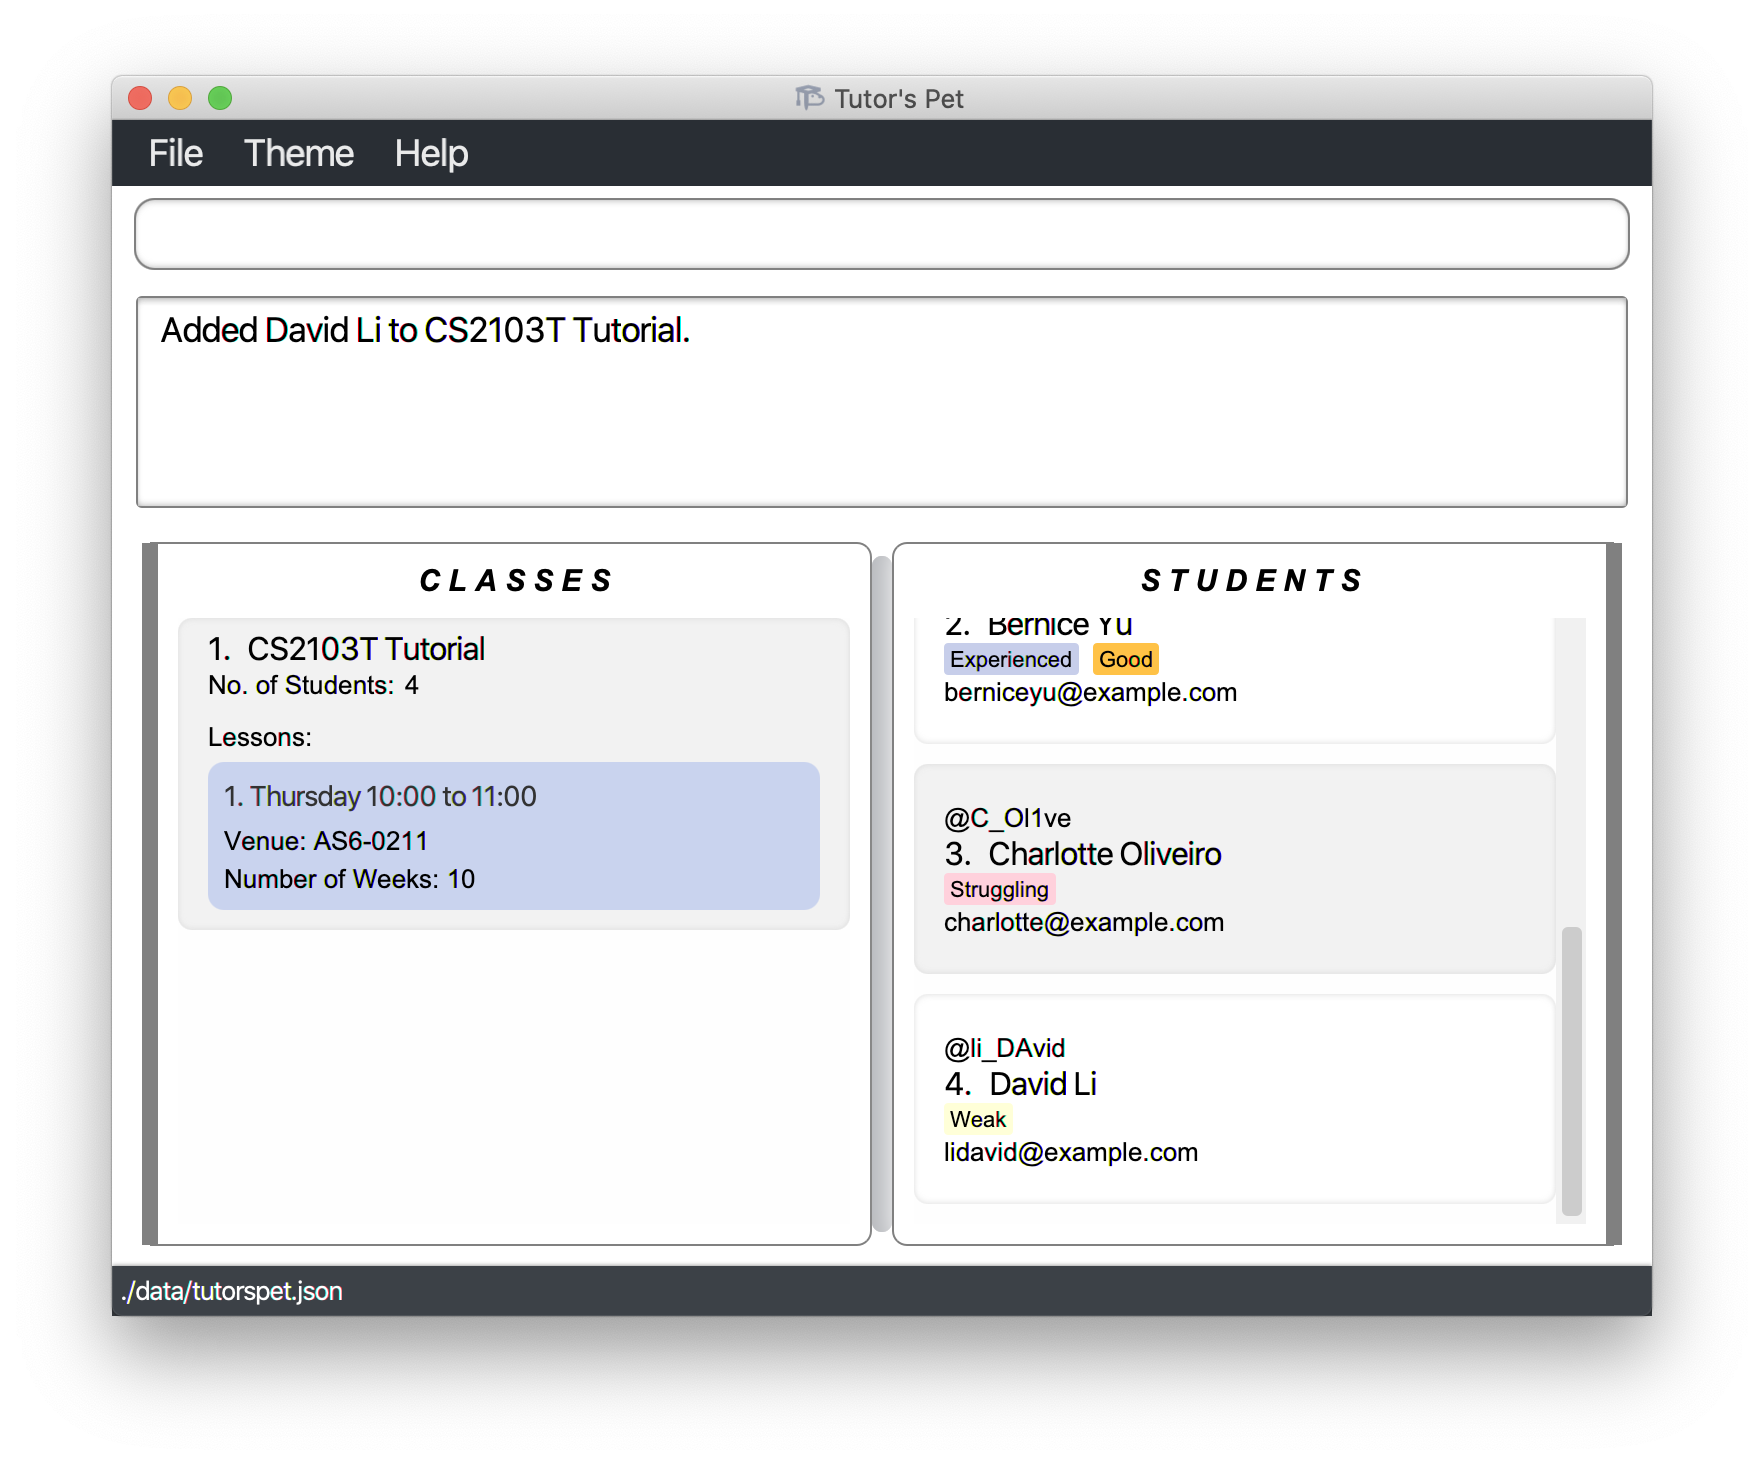 Tutor's Pet
File Theme Help
Added David Li to CS2103T Tutorial.
CLASSES
1. CS2103T Tutorial
No. of Students: 4
Lessons:
1. Thursday 10:00 to 11:00
Venue: AS6-0211
Number of Weeks: 10
STUDENTS
2. Bernice Yu
Experienced Good
berniceyu@example.com
@C_Ol1ve
3. Charlotte Oliveiro
Struggling
charlotte@example.com
@li_DAvid
4. David Li
Weak
lidavid@example.com
./data/tutorspet.json